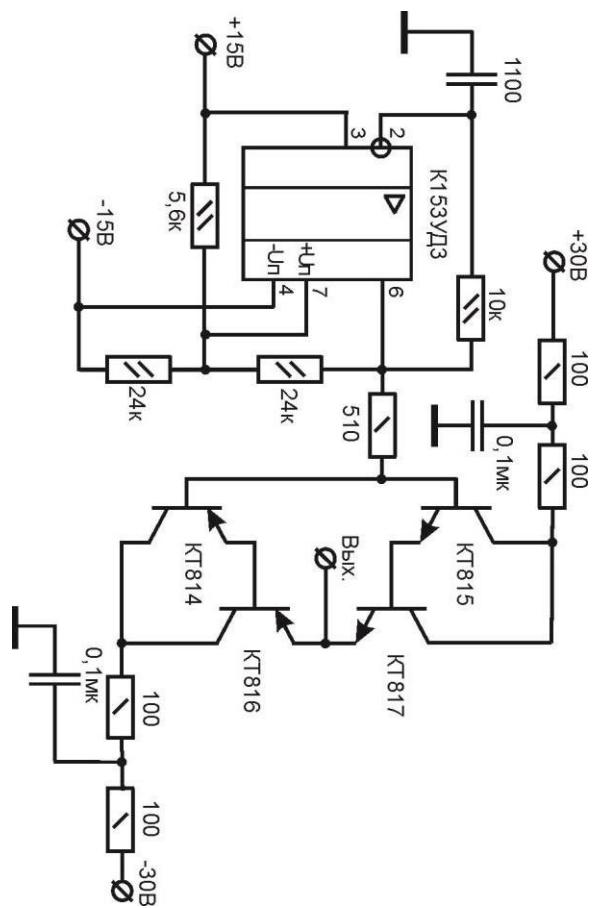 +30В
100
100
1100
0,1мк
10к
КТ815
К153УД3
2
6
КТ817
3
7
+Uп
510
Вых.
4
-Uп
24к
КТ816
+15В
5,6к
КТ814
24к
100
100
-30В
-15В
0,1мк